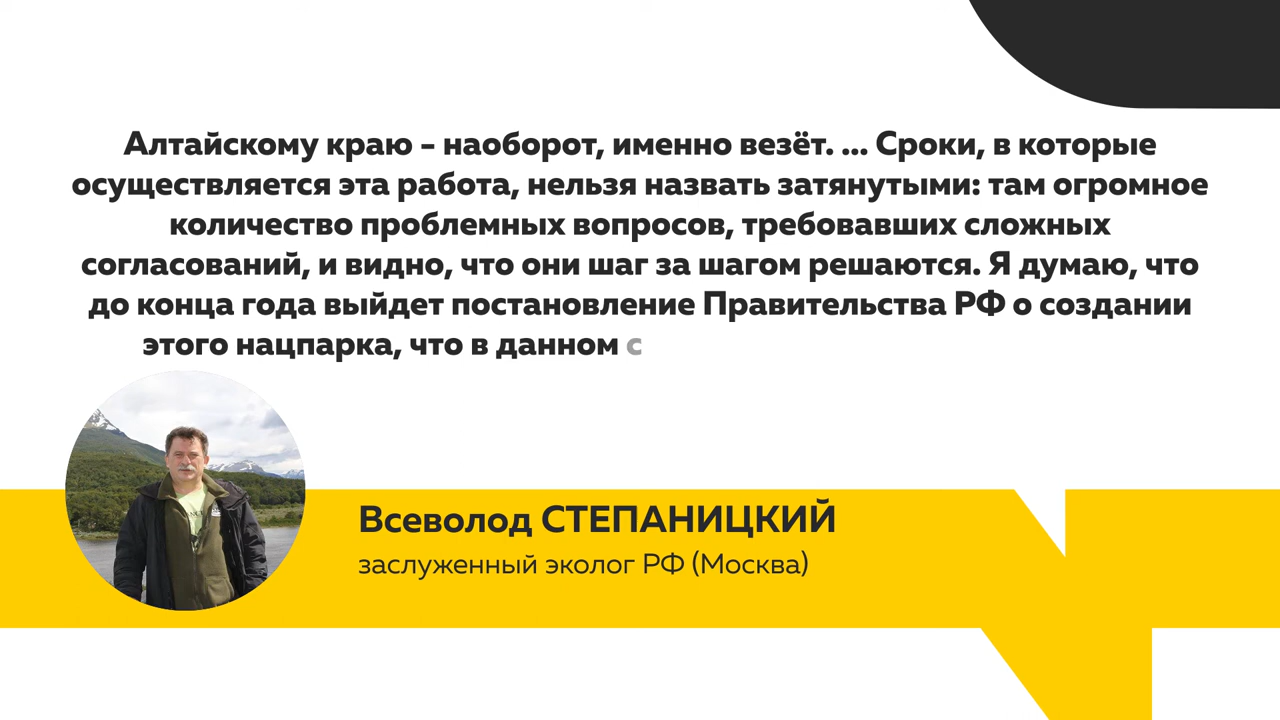 Алтайскому краю – наоборот, именно везёт. ... Сроки, в которые
осуществляется эта работа, нельзя назвать затянутыми: там огромное
количество проблемных вопросов, требовавших сложных
согласований, и видно, что они шаг за шагом решаются. Я думаю, что
до конца года выйдет постановление Правительства РФ о создании
этого нацпарка, что в данном с
Всеволод СТЕПАНИЦКИЙ
заслуженный эколог РФ (Москва)